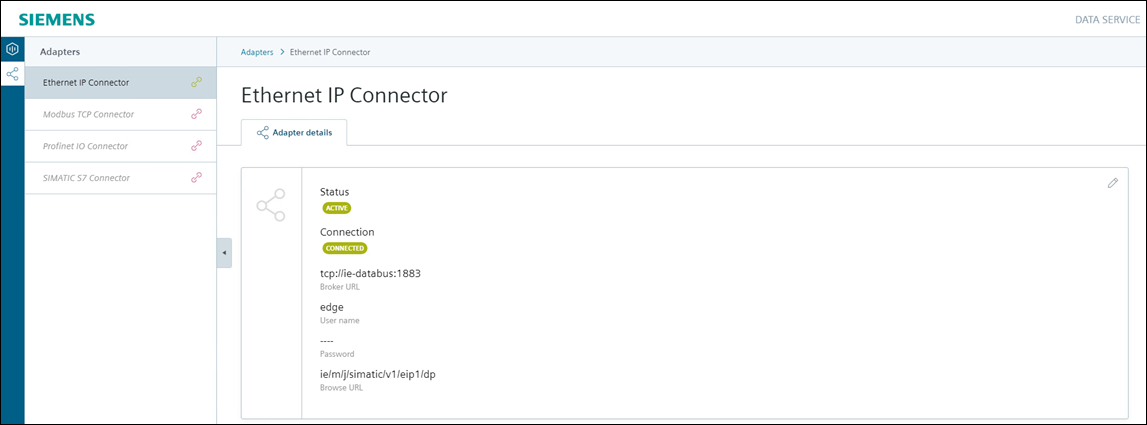 SIEMENS
DATA SERVICE
Adapters
Adapters > Ethernet IP Connector
Ethernet IP Connector
Modbus TCP Connector
Profinet IO Connector
SIMATIC S7 Connector
Ethernet IP Connector
Adapter details
Status
ACTIVE
Connection
CONNECTED
tcp://ie-databus:1883
Broker URL
edge
User name
----
Password
ie/m/j/simatic/v1/eip1/dp
Browse URL